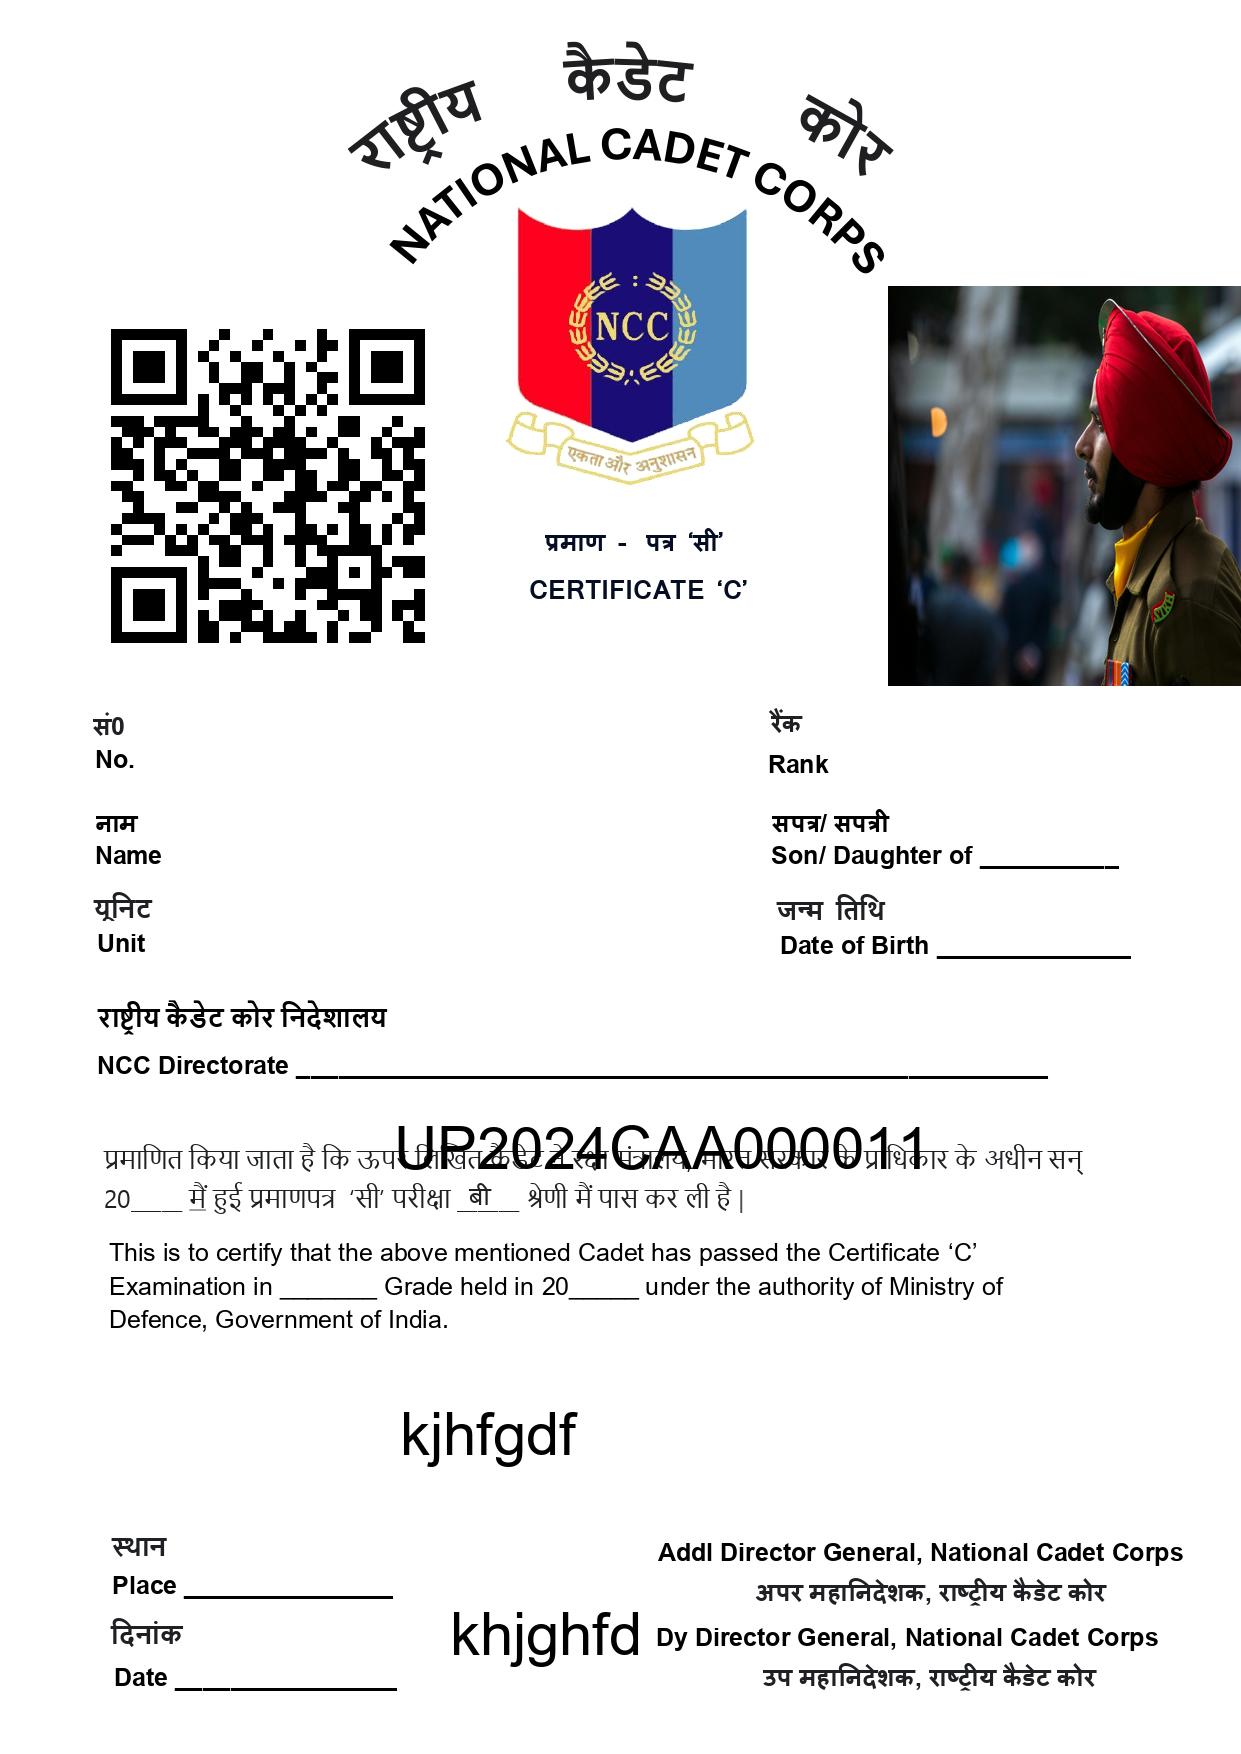 राष्ट्रीय कैडेट कोर
NATIONAL CADET CORPS
NCC
एकता और अनुशासन
प्रमाण - पत्र ‘सी’
CERTIFICATE ‘C’
सं0
No.
रैंक
Rank
नाम
Name
सपत्र/ सपत्री
Son/ Daughter of __________
यूनिट
Unit
जन्म तिथि
Date of Birth ______________
राष्ट्रीय कैडेट कोर निदेशालय
NCC Directorate ______________________________________________________
UP2024CAA000011
प्रमाणित किया जाता है कि ऊपर लिखित कैडेट ने रक्षा मंत्रालय, भारत सरकार के प्राधिकार के अधीन सन्
20____ मैं हुई प्रमाणपत्र ‘सी’ परीक्षा __बी__ श्रेणी मैं पास कर ली है |
This is to certify that the above mentioned Cadet has passed the Certificate ‘C’
Examination in _______ Grade held in 20_____ under the authority of Ministry of
Defence, Government of India.
kjhfgdf
स्थान
Place _______________
Addl Director General, National Cadet Corps
अपर महानिदेशक, राष्ट्रीय कैडेट कोर
दिनांक
khjghfd
Dy Director General, National Cadet Corps
Date ________________
उप महानिदेशक, राष्ट्रीय कैडेट कोर
SIKH